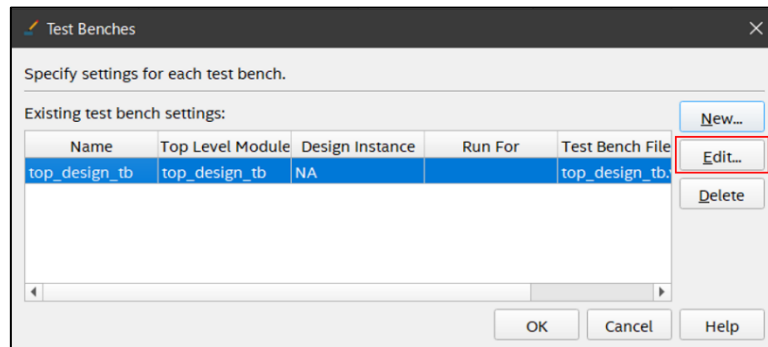 Test Benches
Specify settings for each test bench.
Existing test bench settings:
New...
Name Top Level Module Design Instance Run For Test Bench File
Edit...
top_design_tb top_design_tb NA top_design_tb.
Delete
OK Cancel Help